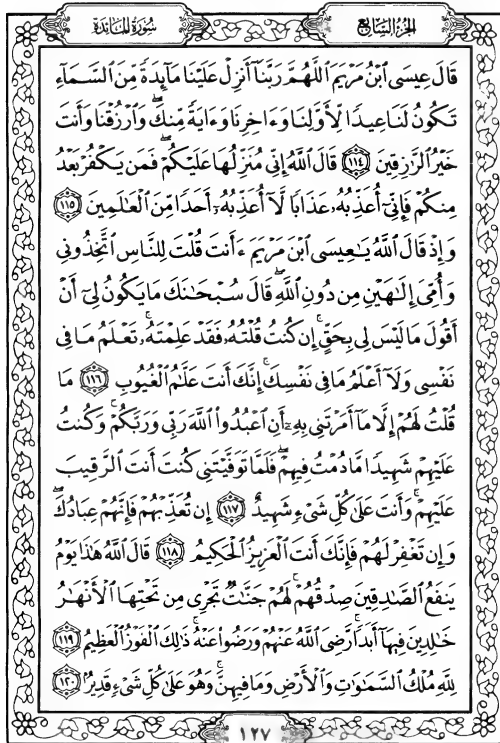 الجزء السابع
سورة المائدة
قَالَ عِيسَى ٱبْنُ مَرْيَمَ ٱللَّهُمَّ رَبَّنَآ أَنزِلْ عَلَيْنَا مَآئِدَةً مِّنَ ٱلسَّمَآءِ
تَكُونُ لَنَا عِيدًا لِّأَوَّلِنَا وَءَاخِرِنَا وَءَايَةً مِّنكَ ۖ وَٱرْزُقْنَا وَأَنتَ
خَيْرُ ٱلرَّٰزِقِينَ ١١٤ قَالَ ٱللَّهُ إِنِّى مُنَزِّلُهَا عَلَيْكُمْ ۖ فَمَن يَكْفُرْ بَعْدُ
مِنكُمْ فَإِنِّىٓ أُعَذِّبُهُۥ عَذَابًا لَّآ أُعَذِّبُهُۥٓ أَحَدًا مِّنَ ٱلْعَٰلَمِينَ ١١٥
وَإِذْ قَالَ ٱللَّهُ يَٰعِيسَى ٱبْنَ مَرْيَمَ ءَأَنتَ قُلْتَ لِلنَّاسِ ٱتَّخِذُونِى
وَأُمِّىَ إِلَٰهَيْنِ مِن دُونِ ٱللَّهِ ۖ قَالَ سُبْحَٰنَكَ مَا يَكُونُ لِىٓ أَنْ
أَقُولَ مَا لَيْسَ لِى بِحَقٍّ ۚ إِن كُنتُ قُلْتُهُۥ فَقَدْ عَلِمْتَهُۥ ۚ تَعْلَمُ مَا فِى
نَفْسِى وَلَآ أَعْلَمُ مَا فِى نَفْسِكَ ۚ إِنَّكَ أَنتَ عَلَّٰمُ ٱلْغُيُوبِ ١١٦ مَا
قُلْتُ لَهُمْ إِلَّا مَآ أَمَرْتَنِى بِهِۦٓ أَنِ ٱعْبُدُوا۟ ٱللَّهَ رَبِّى وَرَبَّكُمْ ۚ وَكُنتُ
عَلَيْهِمْ شَهِيدًا مَّا دُمْتُ فِيهِمْ ۖ فَلَمَّا تَوَفَّيْتَنِى كُنتَ أَنتَ ٱلرَّقِيبَ
عَلَيْهِمْ ۚ وَأَنتَ عَلَىٰ كُلِّ شَىْءٍ شَهِيدٌ ١١٧ إِن تُعَذِّبْهُمْ فَإِنَّهُمْ عِبَادُكَ ۖ
وَإِن تَغْفِرْ لَهُمْ فَإِنَّكَ أَنتَ ٱلْعَزِيزُ ٱلْحَكِيمُ ١١٨ قَالَ ٱللَّهُ هَٰذَا يَوْمُ
يَنفَعُ ٱلصَّٰدِقِينَ صِدْقُهُمْ ۚ لَهُمْ جَنَّٰتٌ تَجْرِى مِن تَحْتِهَا ٱلْأَنْهَٰرُ
خَٰلِدِينَ فِيهَآ أَبَدًا ۚ رَّضِىَ ٱللَّهُ عَنْهُمْ وَرَضُوا۟ عَنْهُ ۚ ذَٰلِكَ ٱلْفَوْزُ ٱلْعَظِيمُ ١١٩
لِلَّهِ مُلْكُ ٱلسَّمَٰوَٰتِ وَٱلْأَرْضِ وَمَا فِيهِنَّ ۚ وَهُوَ عَلَىٰ كُلِّ شَىْءٍ قَدِيرٌۢ ١٢٠
١٢٧